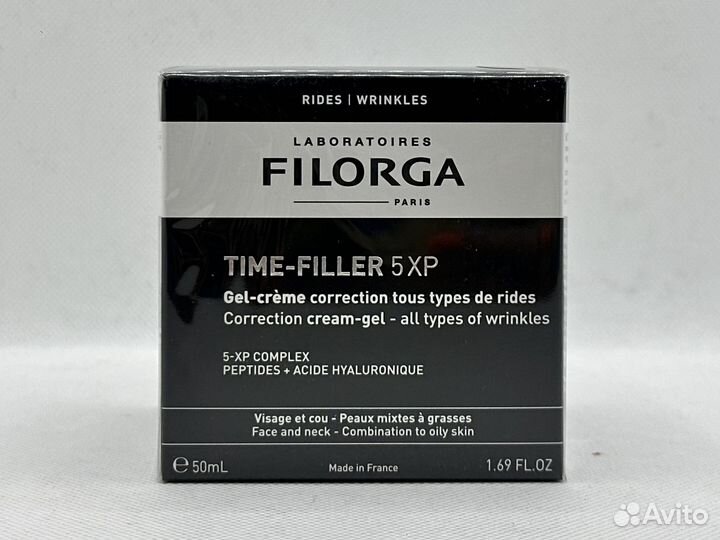 RIDES | WRINKLES
LABORATOIRES
FILORGA
PARIS
TIME-FILLER 5 XP
Gel-crème correction tous types de rides
Correction cream-gel - all types of wrinkles
5-XP COMPLEX
PEPTIDES + ACIDE HYALURONIQUE
Visage et cou - Peaux mixtes à grasses
Face and neck - Combination to oily skin
℮ 50mL Made in France 1.69 FL.OZ
Avito